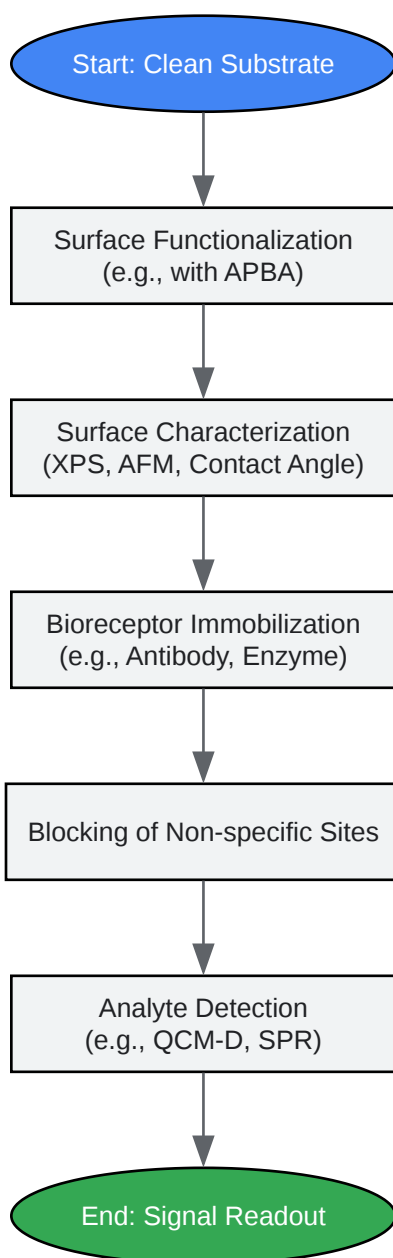 Start: Clean Substrate
Surface Functionalization
(e.g., with APBA)
Surface Characterization
(XPS, AFM, Contact Angle)
Bioreceptor Immobilization
(e.g., Antibody, Enzyme)
Blocking of Non-specific Sites
Analyte Detection
(e.g., QCM-D, SPR)
End: Signal Readout